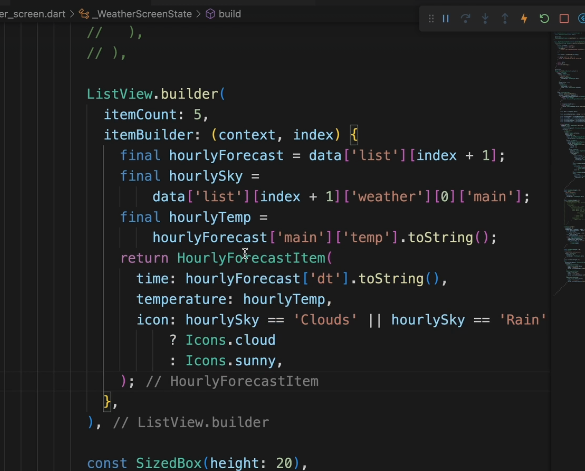 er_screen.dart > _WeatherScreenState > build
//   ),
// ),
ListView.builder(
itemCount: 5,
itemBuilder: (context, index) {
final hourlyForecast = data['list'][index + 1];
final hourlySky =
data['list'][index + 1]['weather'][0]['main'];
final hourlyTemp =
hourlyForecast['main']['temp'].toString();
return HourlyForecastItem(
time: hourlyForecast['dt'].toString(),
temperature: hourlyTemp,
icon: hourlySky == 'Clouds' || hourlySky == 'Rain'
? Icons.cloud
: Icons.sunny,
); // HourlyForecastItem
},
), // ListView.builder
const SizedBox(height: 20),